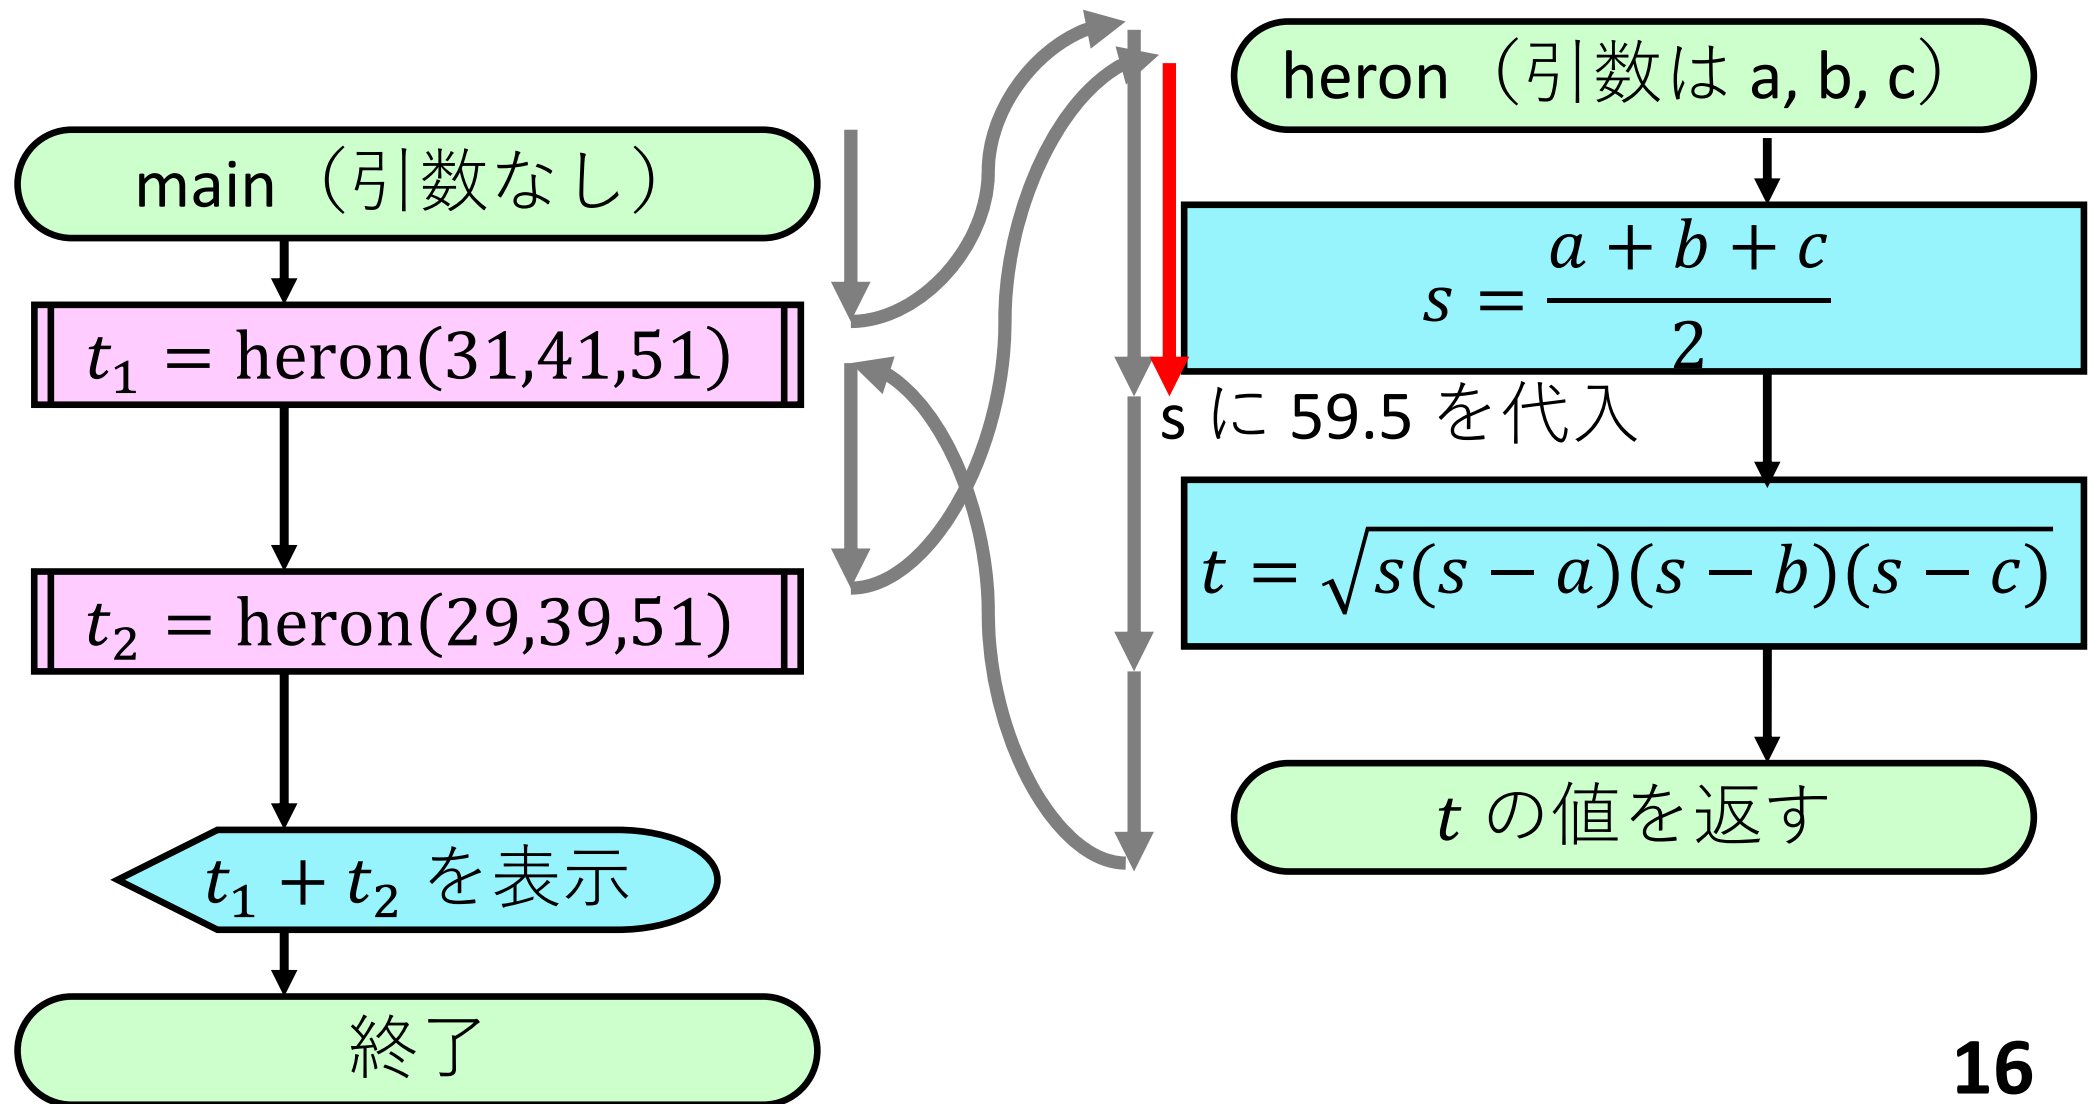 main（引数なし）
t₁ = heron(31,41,51)
t₂ = heron(29,39,51)
t₁ + t₂ を表示
終了
heron（引数は a, b, c）
s = (a + b + c)/2
s に 59.5 を代入
t = √s(s − a)(s − b)(s − c)
t の値を返す
16